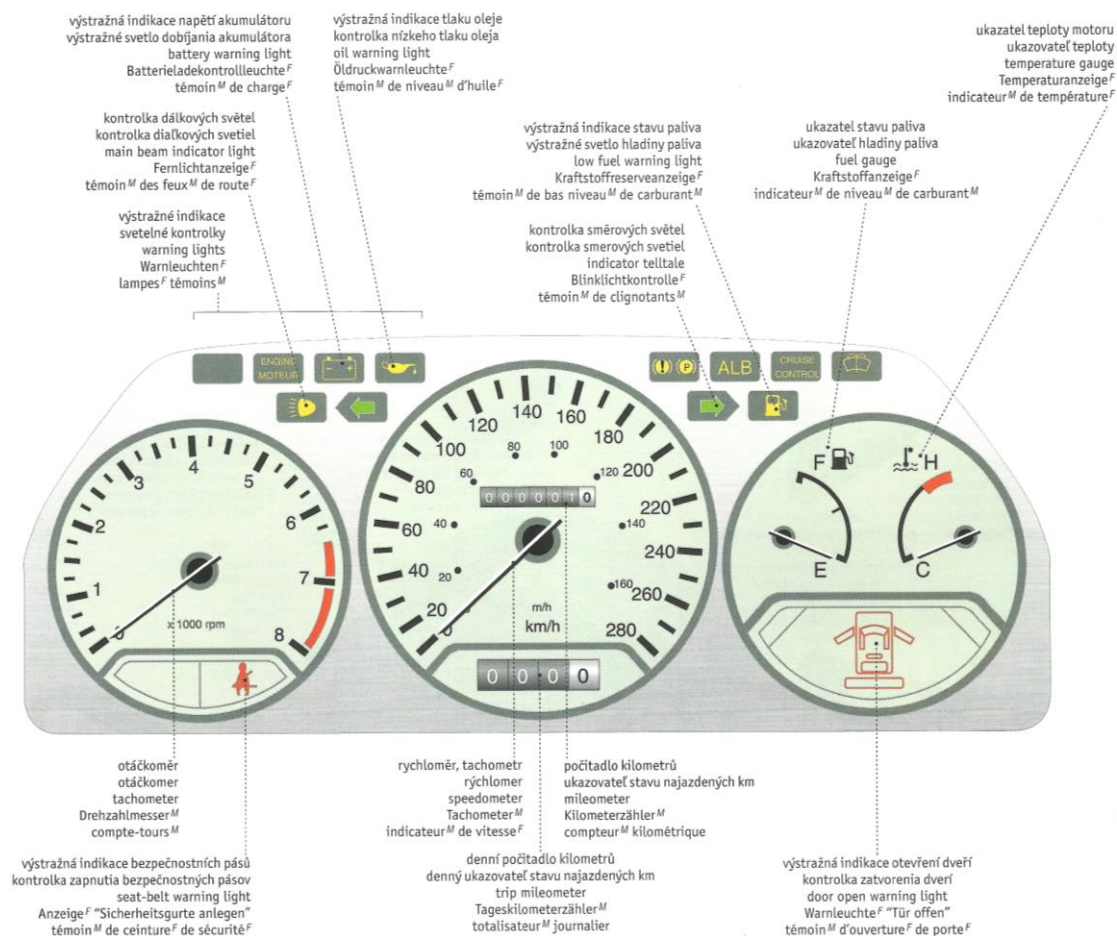 výstražná indikace napětí akumulátoru
výstražné svetlo dobíjania akumulátora
battery warning light
Batterieladekontrollleuchte F
témoin M de charge F
výstražná indikace tlaku oleje
kontrolka nízkeho tlaku oleja
oil warning light
Öldruckwarnleuchte F
témoin M de niveau M d'huile F
ukazatel teploty motoru
ukazovateľ teploty
temperature gauge
Temperaturanzeige F
indicateur M de température F
kontrolka dálkových světel
kontrolka diaľkových svetiel
main beam indicator light
Fernlichtanzeige F
témoin M des feux M de route F
výstražná indikace stavu paliva
výstražné svetlo hladiny paliva
low fuel warning light
Kraftstoffreserveanzeige F
témoin M de bas niveau M de carburant M
ukazatel stavu paliva
ukazovateľ hladiny paliva
fuel gauge
Kraftstoffanzeige F
indicateur M de niveau M de carburant M
výstražné indikace
svetelné kontrolky
warning lights
Warnleuchten F
lampes F témoins M
kontrolka směrových světel
kontrolka smerových svetiel
indicator telltale
Blinklichtkontrolle F
témoin M de clignotants M
ENGINE
MOTEUR
- +
(!) (P)
ALB
CRUISE
CONTROL
0
1
2
3
4
5
6
7
8
x 1000 rpm
0
20
40
60
80
100
120
140
160
180
200
220
240
260
280
20
40
60
80
100
120
140
160
0 0 0 0 0 1 0
m/h
km/h
0 0 0 0
F
E
H
C
otáčkoměr
otáčkomer
tachometer
Drehzahlmesser M
compte-tours M
rychloměr, tachometr
rýchlomer
speedometer
Tachometer M
indicateur M de vitesse F
počitadlo kilometrů
ukazovateľ stavu najazdených km
mileometer
Kilometerzähler M
compteur M kilométrique
výstražná indikace bezpečnostních pásů
kontrolka zapnutia bezpečnostných pásov
seat-belt warning light
Anzeige F "Sicherheitsgurte anlegen"
témoin M de ceinture F de sécurité F
denní počitadlo kilometrů
denný ukazovateľ stavu najazdených km
trip mileometer
Tageskilometerzähler M
totalisateur M journalier
výstražná indikace otevření dveří
kontrolka zatvorenia dverí
door open warning light
Warnleuchte F "Tür offen"
témoin M d'ouverture F de porte F